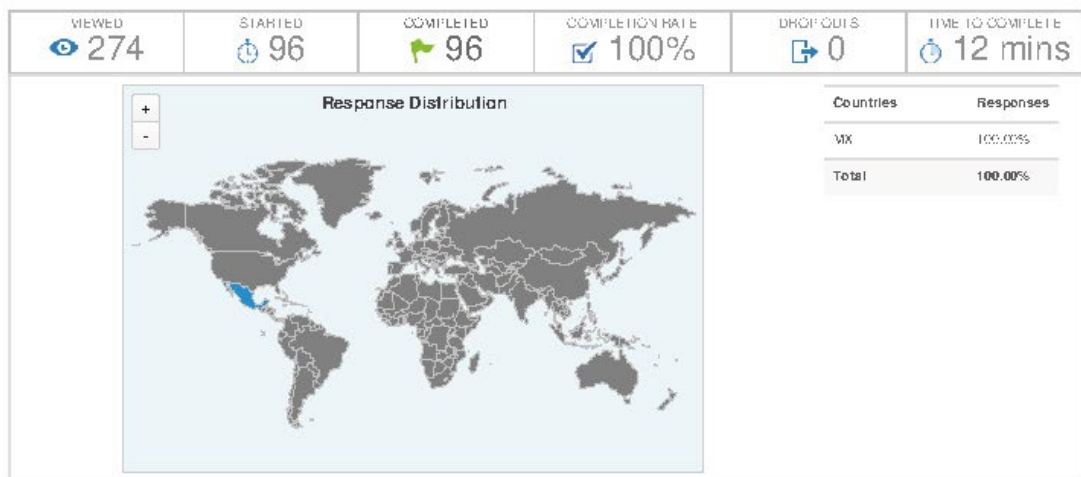 VIEWED STARTED COMPLETED COMPLETION RATE DROP OUTS TIME TO COMPLETE
274 96 96 100% 0 12 mins
+
-
Response Distribution
Countries Responses
MX 100.00%
Total 100.00%